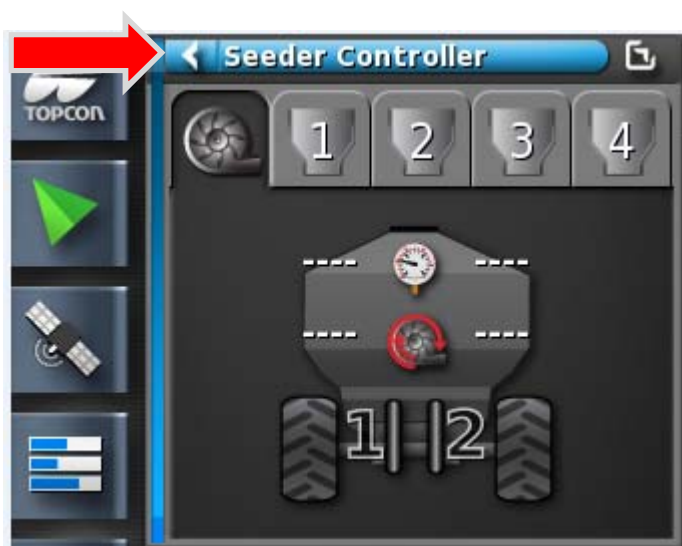 Seeder Controller
TOPCON
1 2 3 4
---- ----
---- ----
1 2